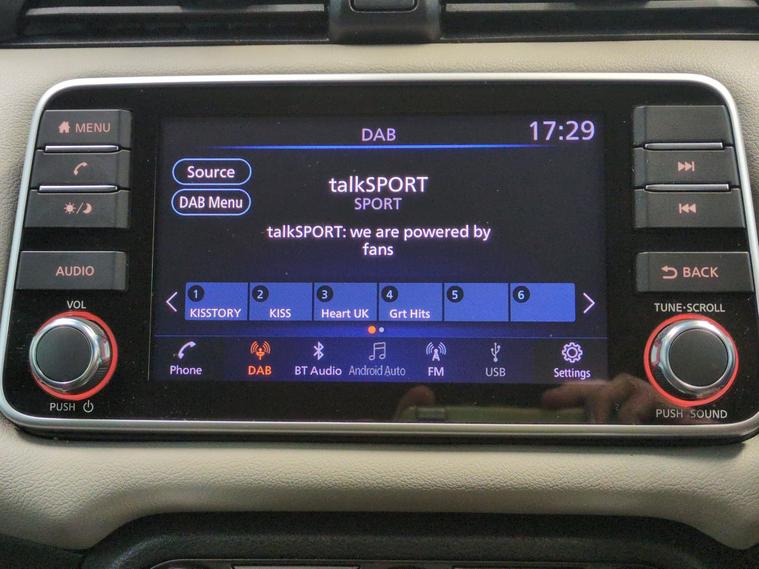 MENU
DAB
17:29
Source
talkSPORT
SPORT
DAB Menu
talkSPORT: we are powered by
fans
AUDIO
BACK
VOL
TUNE·SCROLL
1 2 3 4 5 6
KISSTORY KISS Heart UK Grt Hits
Phone DAB BT Audio Android Auto FM USB Settings
PUSH
PUSH SOUND